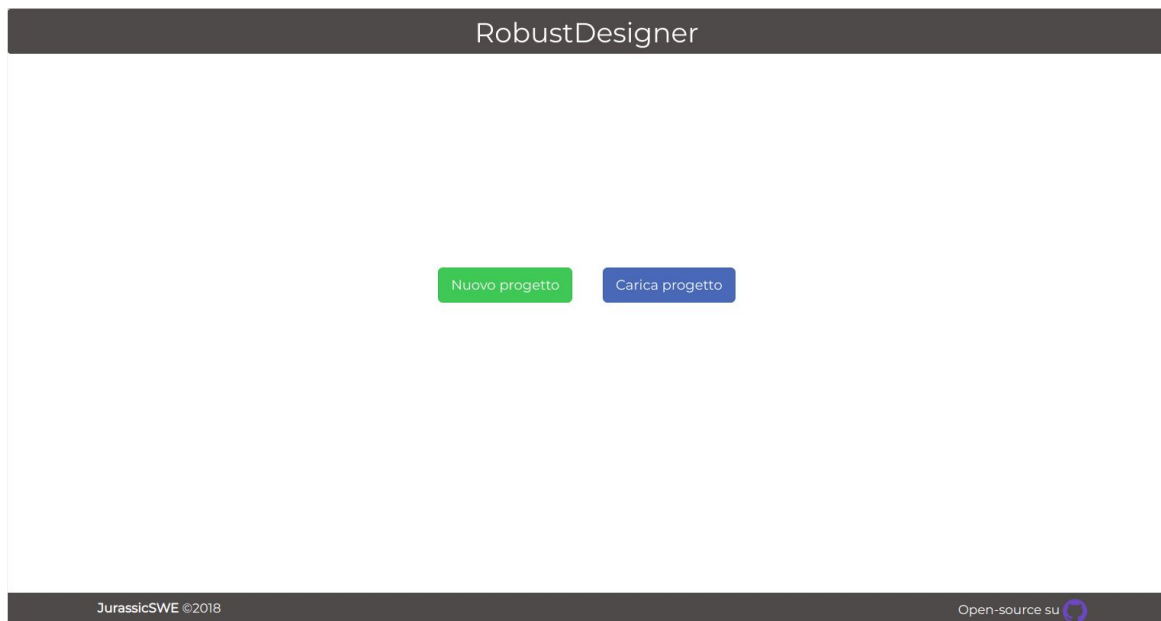 RobustDesigner
Nuovo progetto
Carica progetto
JurassicSWE ©2018
Open-source su